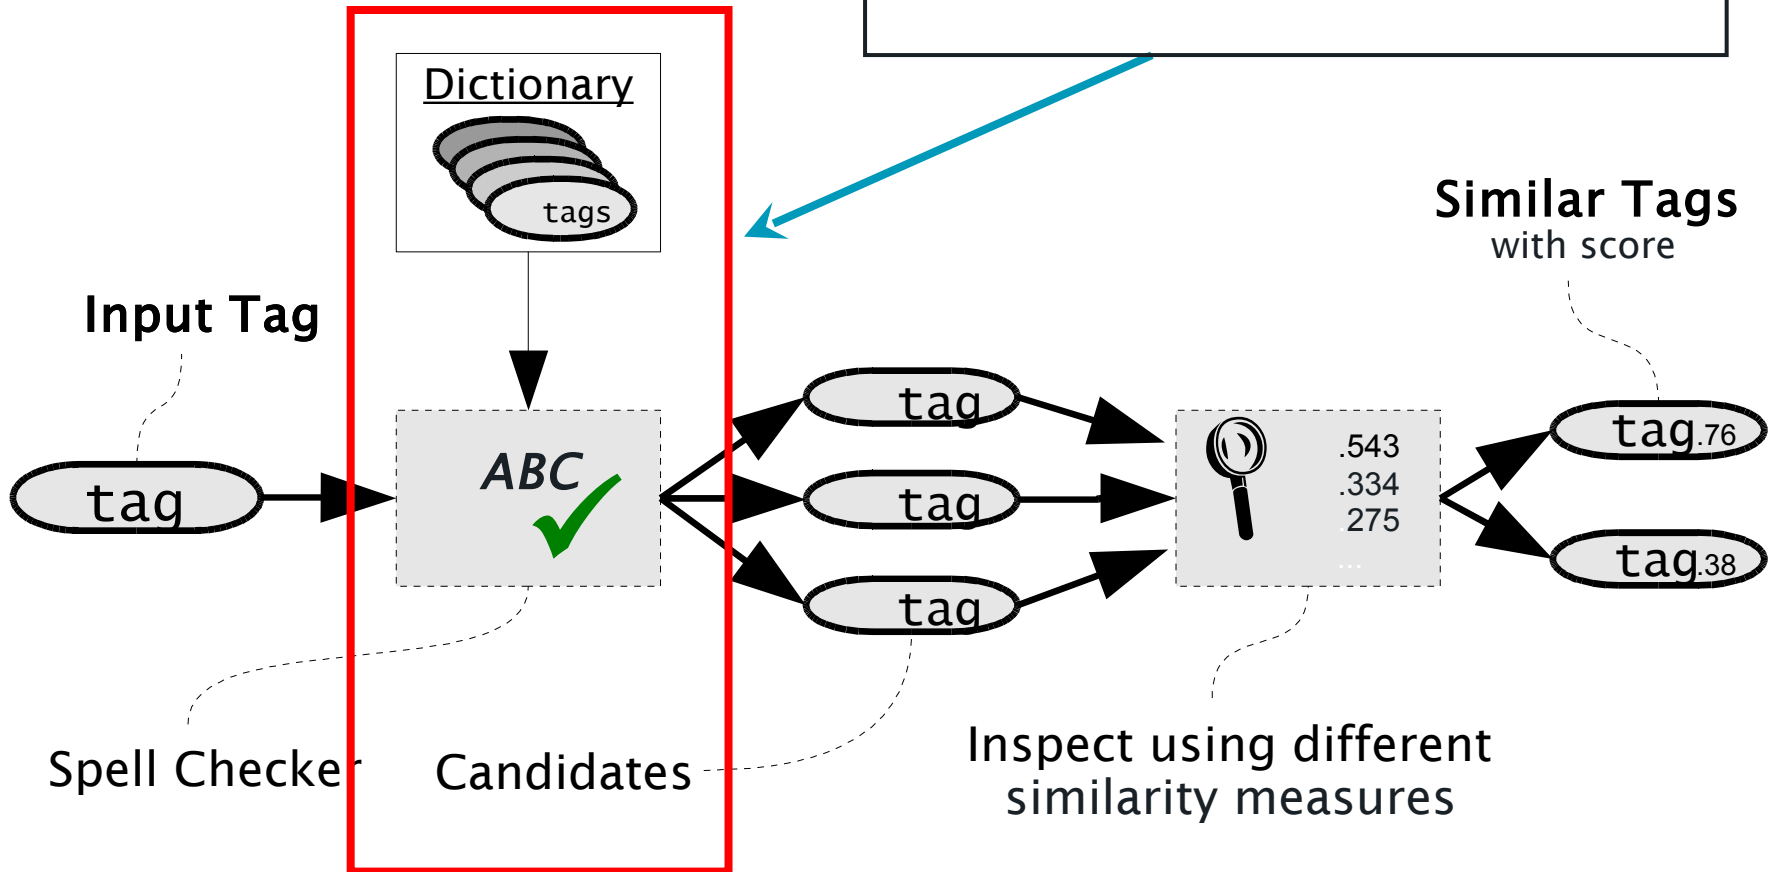 Dictionary
tags
Similar Tags
with score
Input Tag
tag
ABC
tag
tag
tag
.543
.334
.275
...
tag.76
tag.38
Spell Checker
Candidates
Inspect using different
similarity measures